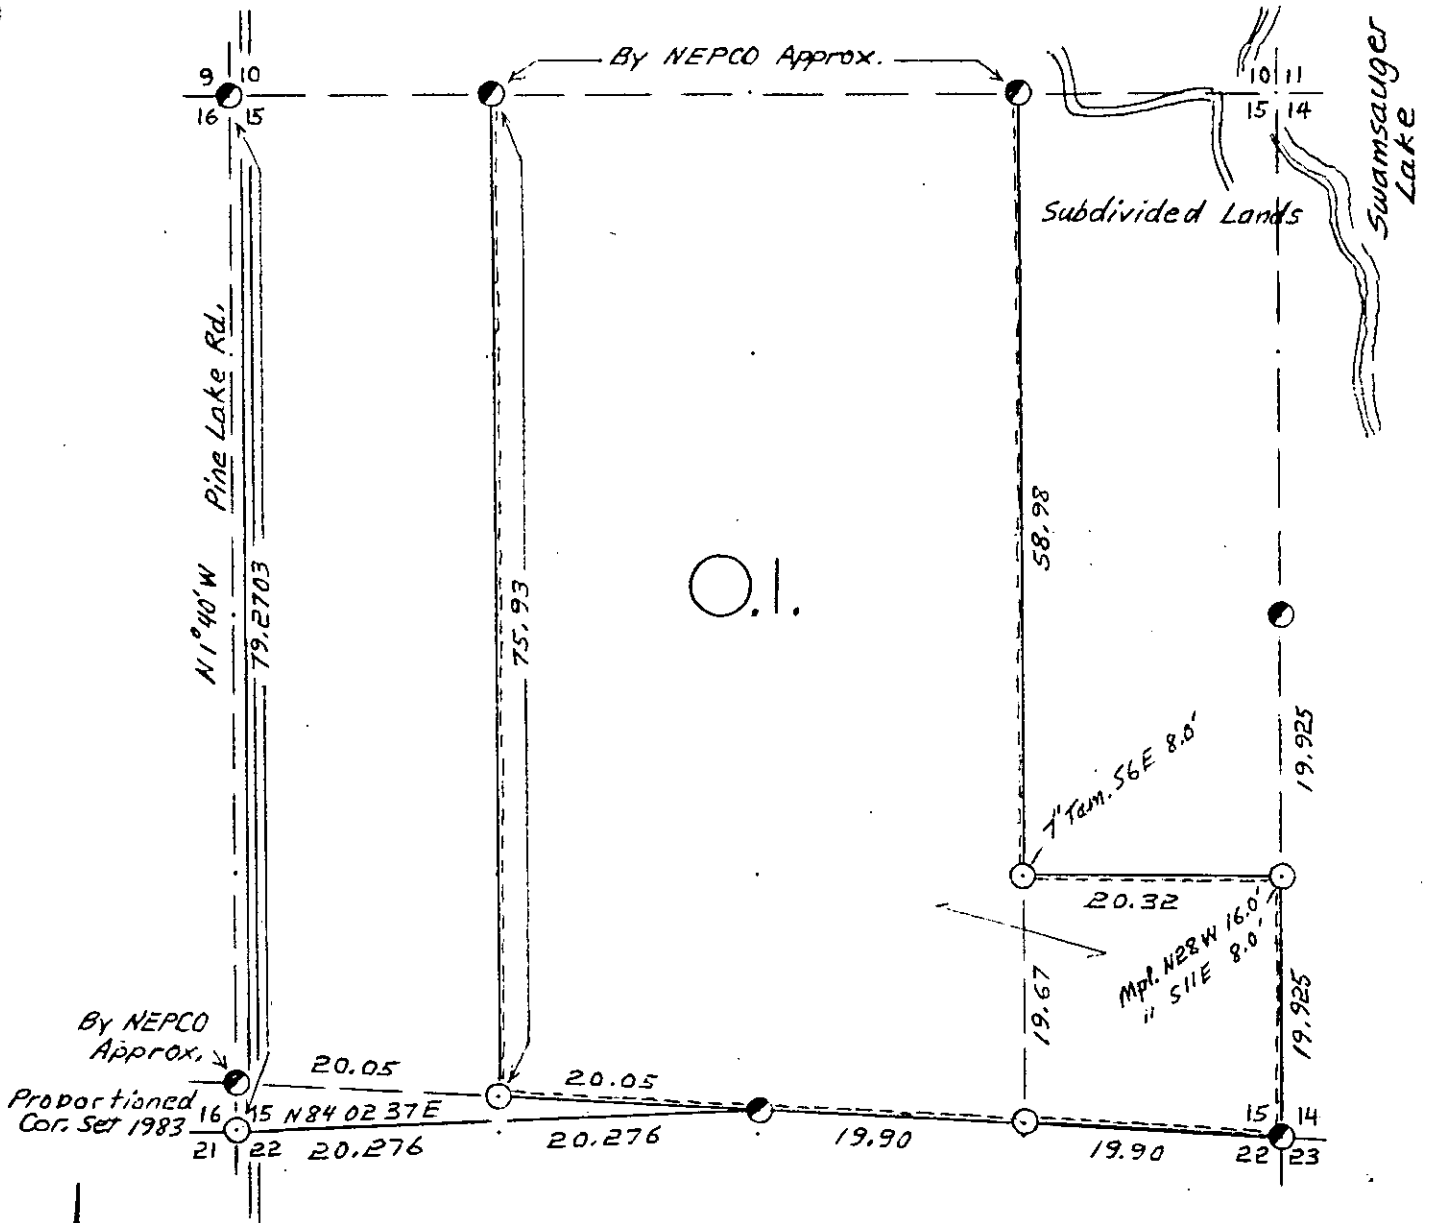 By NEPCO Approx.
9 10
16 15
10 11
15 14
Swamsauger
Lake
Subdivided Lands
Pine Lake Rd.
N1°40'W
79.2703
75.93
O.1.
58.98
19.925
7" Tam. S6E 8.0'
20.32
Mpl. N28W 16.0'
" S11E 8.0'
19.67
19.925
By NEPCO
Approx.
20.05
20.05
Proportioned
Cor. Set 1983
16 15
21 22
N84 02 37E
20.276
20.276
19.90
19.90
15 14
22 23